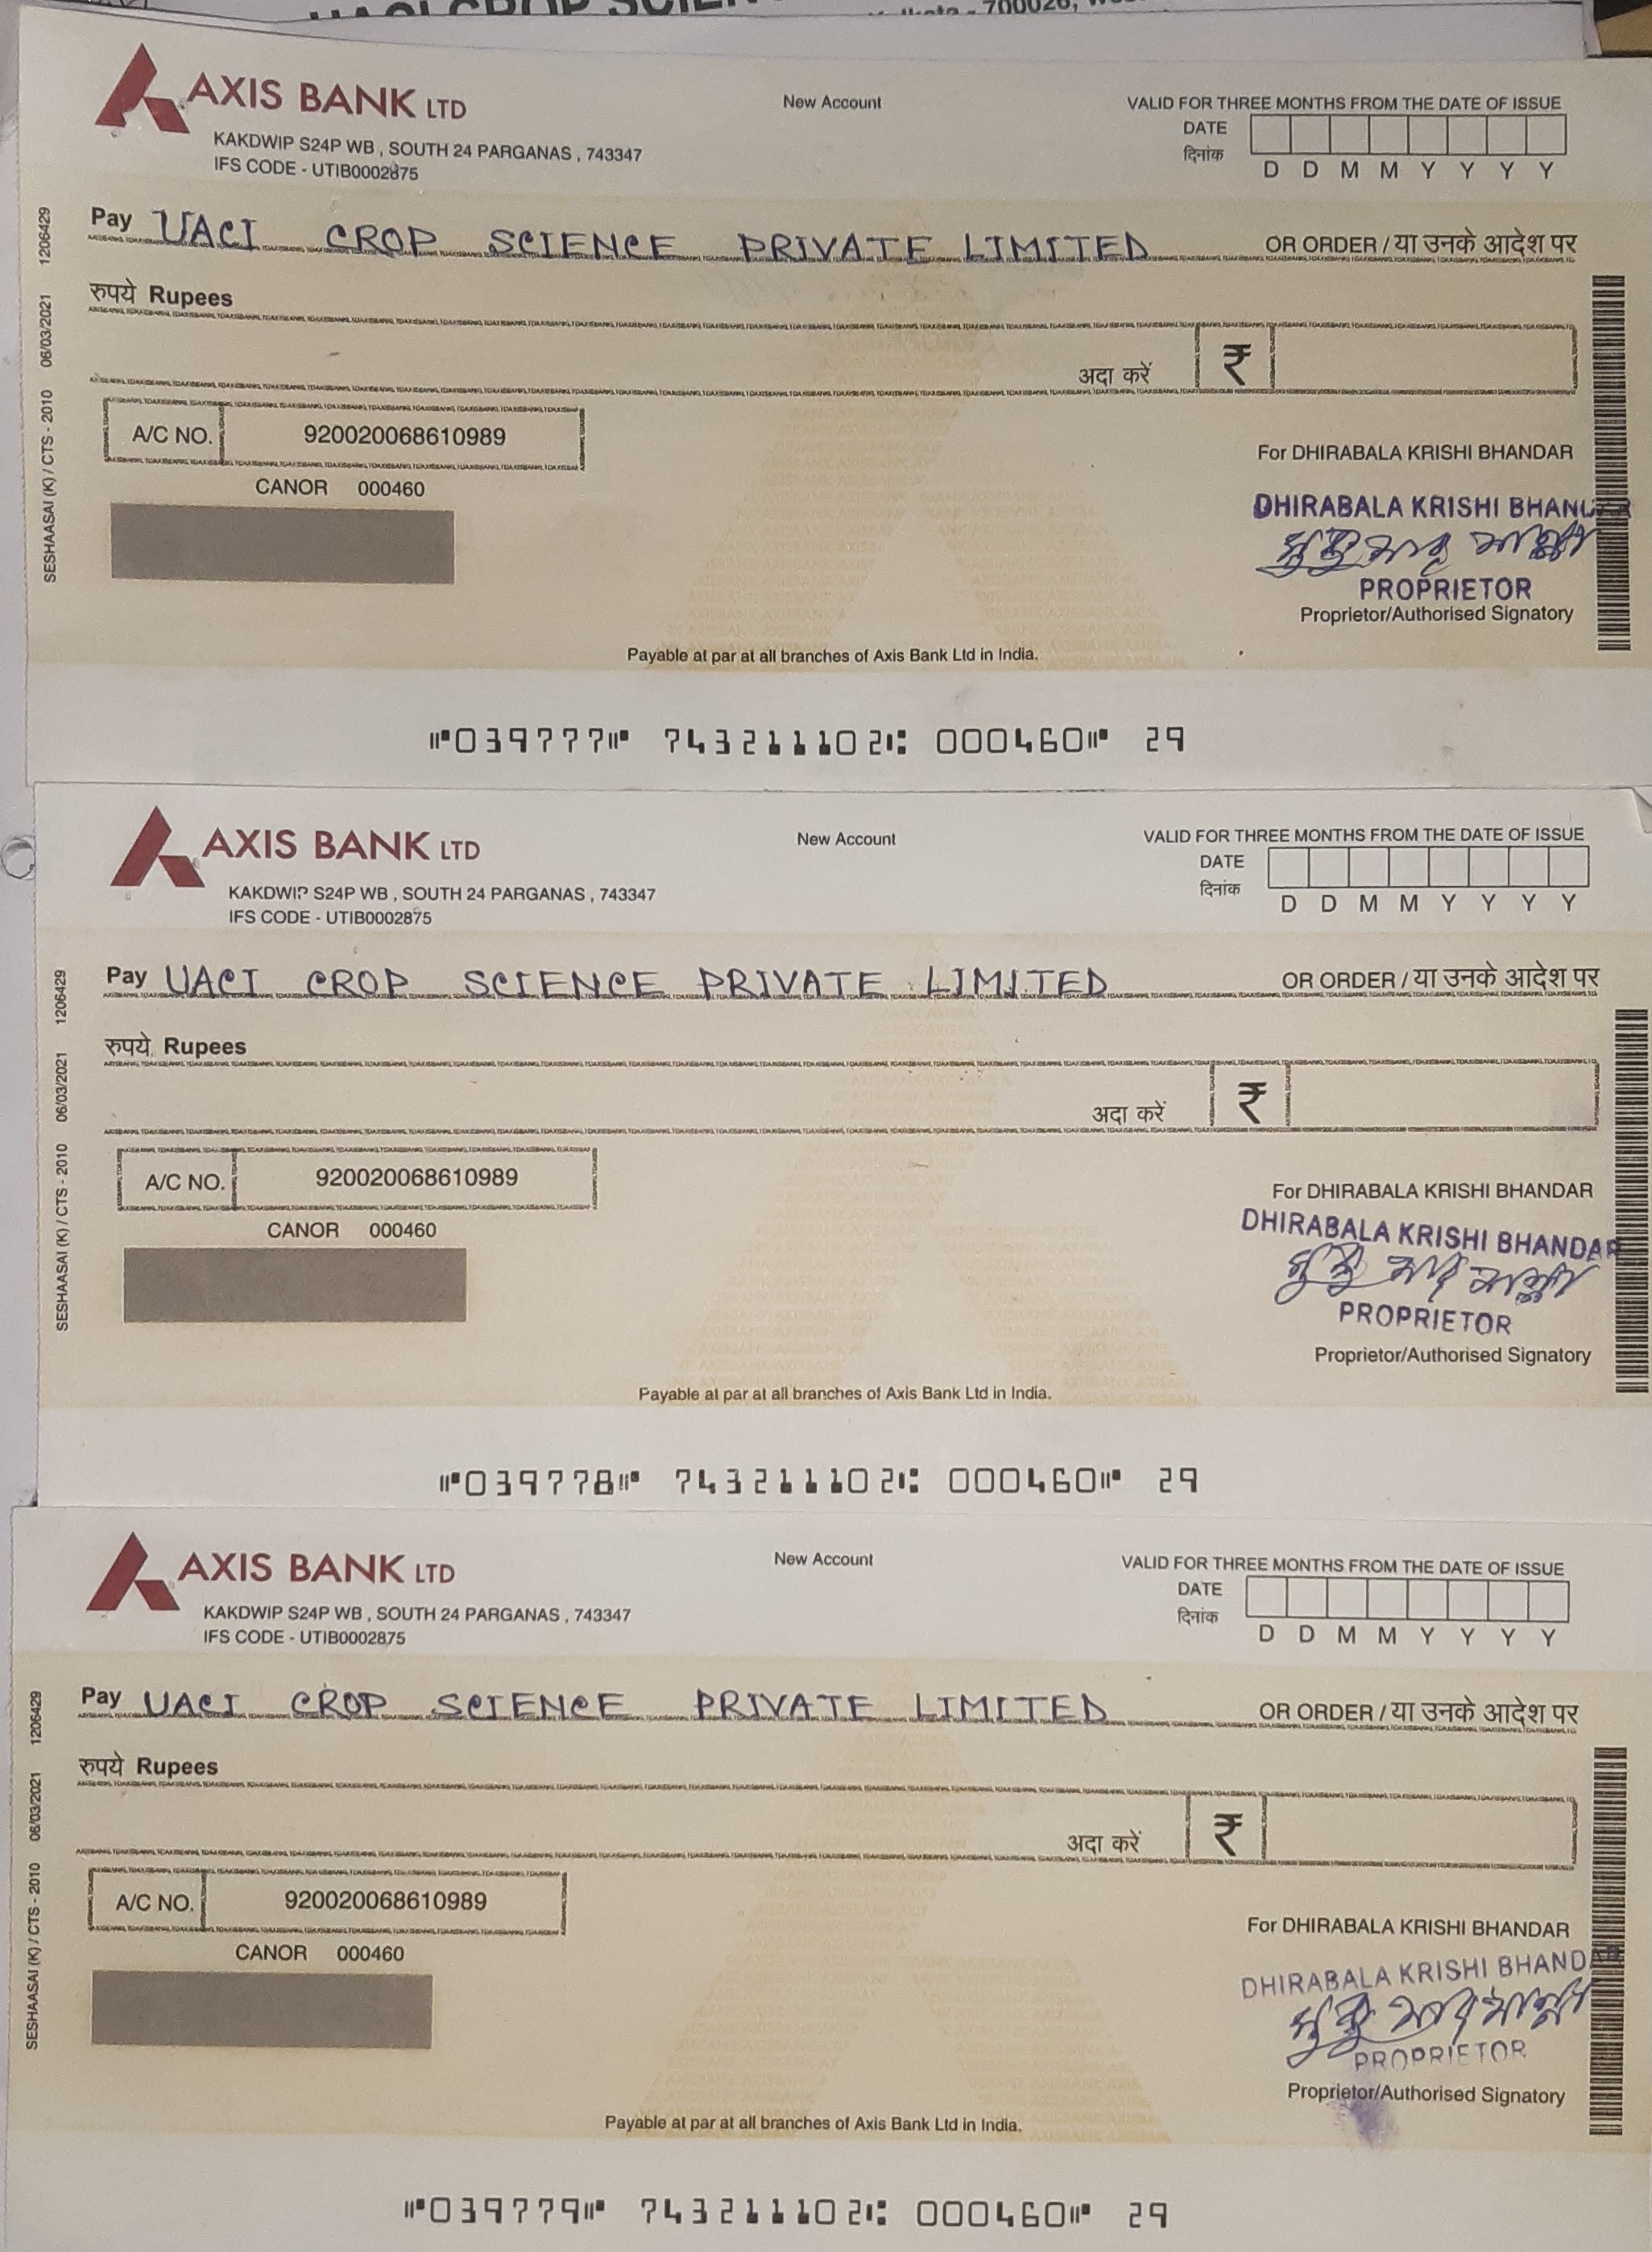 UACI CROP SCIEN
Kolkata - 700026, We
AXIS BANK LTD
New Account
VALID FOR THREE MONTHS FROM THE DATE OF ISSUE
KAKDWIP S24P WB , SOUTH 24 PARGANAS , 743347
IFS CODE - UTIB0002875
DATE
दिनांक
D D M M Y Y Y Y
Pay UACI CROP SCIENCE PRIVATE LIMITED OR ORDER / या उनके आदेश पर
रुपये Rupees
अदा करें ₹
A/C NO. 920020068610989
CANOR 000460
For DHIRABALA KRISHI BHANDAR
DHIRABALA KRISHI BHANDAR
PROPRIETOR
Proprietor/Authorised Signatory
Payable at par at all branches of Axis Bank Ltd in India.
SESHAASAI (K) / CTS - 2010 06/03/2021 1206429
⑈039777⑈ 743211102⑆ 000460⑈ 29
AXIS BANK LTD
New Account
VALID FOR THREE MONTHS FROM THE DATE OF ISSUE
KAKDWIP S24P WB , SOUTH 24 PARGANAS , 743347
IFS CODE - UTIB0002875
DATE
दिनांक
D D M M Y Y Y Y
Pay UACI CROP SCIENCE PRIVATE LIMITED OR ORDER / या उनके आदेश पर
रुपये Rupees
अदा करें ₹
A/C NO. 920020068610989
CANOR 000460
For DHIRABALA KRISHI BHANDAR
DHIRABALA KRISHI BHANDAR
PROPRIETOR
Proprietor/Authorised Signatory
Payable at par at all branches of Axis Bank Ltd in India.
SESHAASAI (K) / CTS - 2010 06/03/2021 1206429
⑈039778⑈ 743211102⑆ 000460⑈ 29
AXIS BANK LTD
New Account
VALID FOR THREE MONTHS FROM THE DATE OF ISSUE
KAKDWIP S24P WB , SOUTH 24 PARGANAS , 743347
IFS CODE - UTIB0002875
DATE
दिनांक
D D M M Y Y Y Y
Pay UACI CROP SCIENCE PRIVATE LIMITED OR ORDER / या उनके आदेश पर
रुपये Rupees
अदा करें ₹
A/C NO. 920020068610989
CANOR 000460
For DHIRABALA KRISHI BHANDAR
DHIRABALA KRISHI BHANDAR
PROPRIETOR
Proprietor/Authorised Signatory
Payable at par at all branches of Axis Bank Ltd in India.
SESHAASAI (K) / CTS - 2010 06/03/2021 1206429
⑈039779⑈ 743211102⑆ 000460⑈ 29